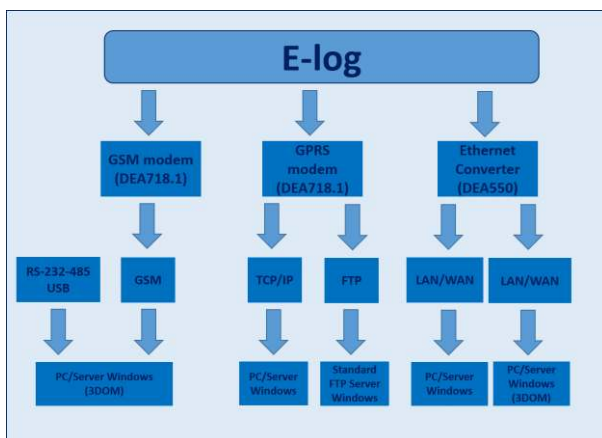 E-log
GSM modem
(DEA718.1)
GPRS
modem
(DEA718.1)
Ethernet
Converter
(DEA550)
RS-232-485
USB
GSM
TCP/IP
FTP
LAN/WAN
LAN/WAN
PC/Server Windows
(3DOM)
PC/Server
Windows
Standard
FTP Server
Windows
PC/Server
Windows
PC/Server
Windows
(3DOM)